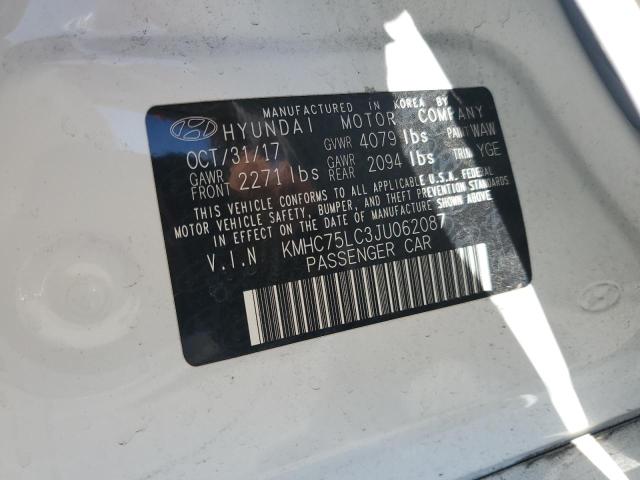 MANUFACTURED IN KOREA BY
HYUNDAI MOTOR COMPANY
OCT/31/17 GVWR 4079 lbs PAINT WAW
GAWR FRONT 2271 lbs GAWR REAR 2094 lbs TRIM YGE
THIS VEHICLE CONFORMS TO ALL APPLICABLE U.S.A. FEDERAL
MOTOR VEHICLE SAFETY, BUMPER, AND THEFT PREVENTION STANDARDS
IN EFFECT ON THE DATE OF MANUFACTURE SHOWN ABOVE.
V.I.N KMHC75LC3JU062087
PASSENGER CAR